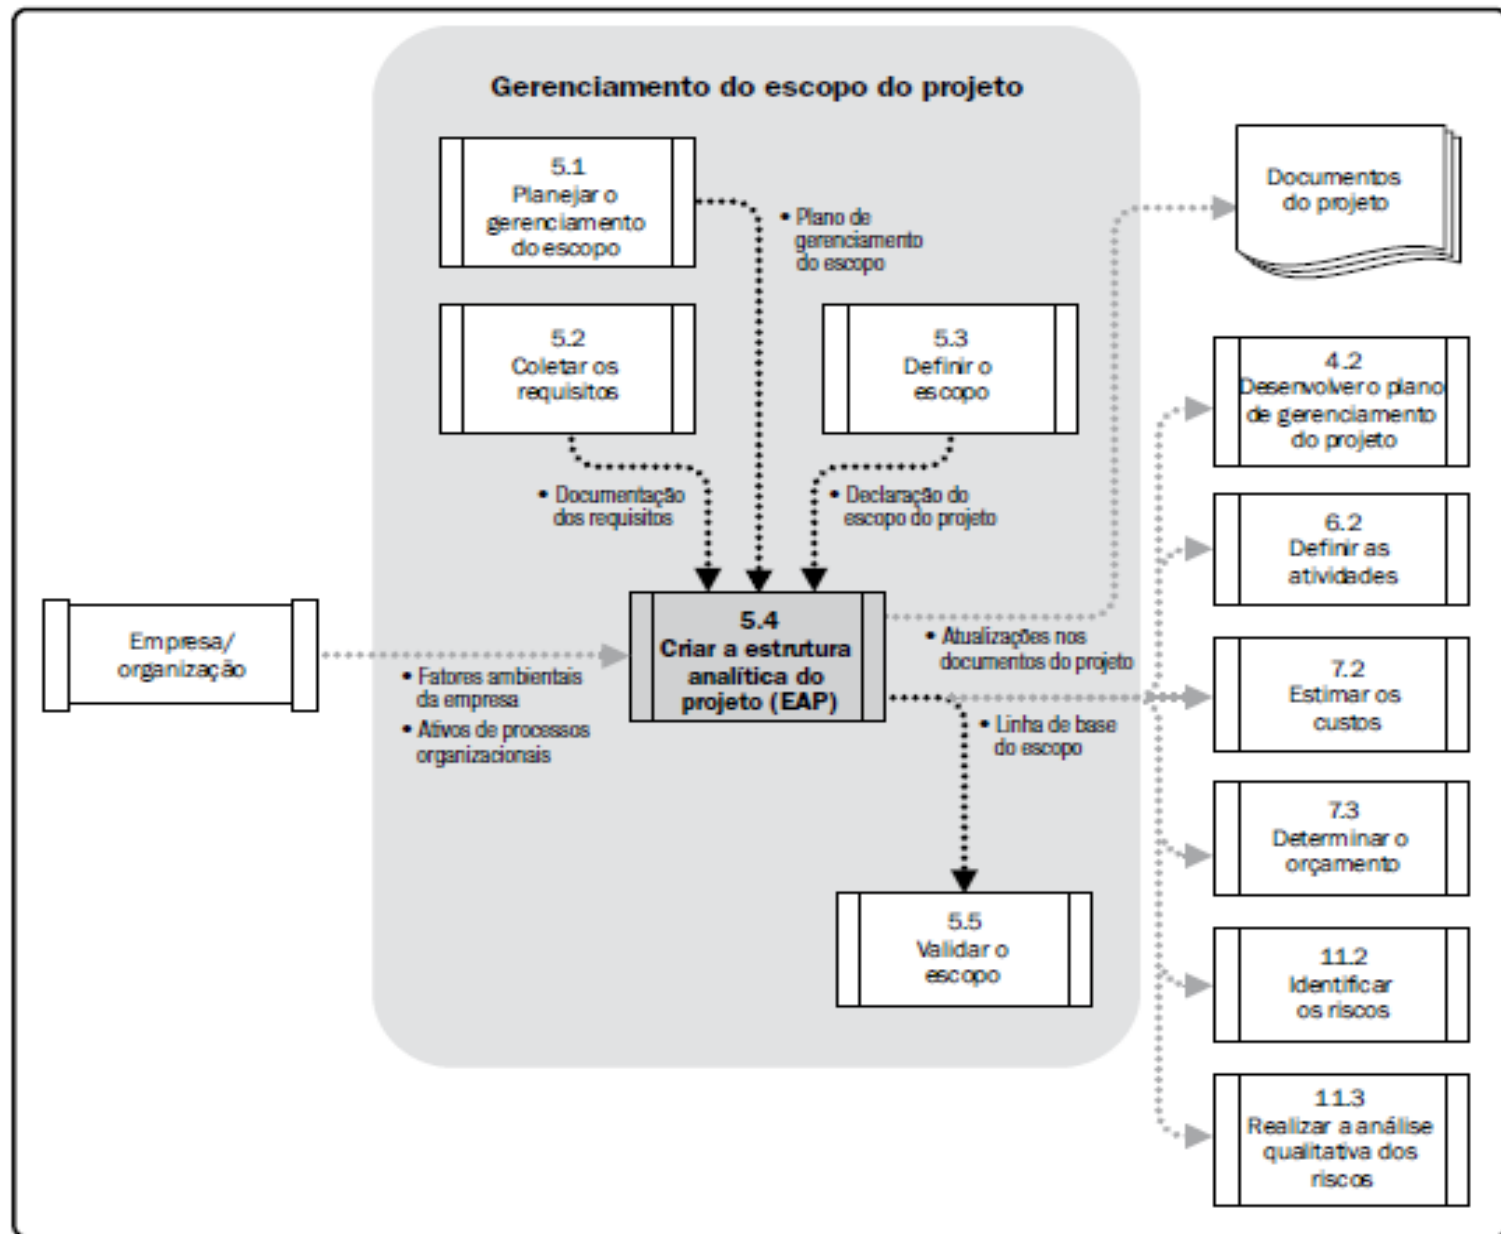 Gerenciamento do escopo do projeto
5.1
Planejar o
gerenciamento
do escopo
• Plano de
gerenciamento
do escopo
Documentos
do projeto
5.2
Coletar os
requisitos
5.3
Definir o
escopo
4.2
Desenvolver o plano
de gerenciamento
do projeto
• Documentação
dos requisitos
• Declaração do
escopo do projeto
6.2
Definir as
atividades
Empresa/
organização
• Fatores ambientais
da empresa
• Ativos de processos
organizacionais
5.4
Criar a estrutura
analítica do
projeto (EAP)
• Atualizações nos
documentos do projeto
• Linha de base
do escopo
7.2
Estimar os
custos
7.3
Determinar o
orçamento
5.5
Validar o
escopo
11.2
Identificar
os riscos
11.3
Realizar a análise
qualitativa dos
riscos